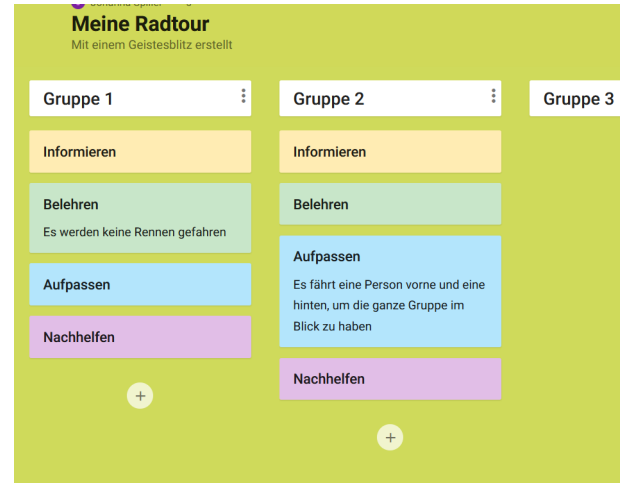 Meine Radtour
Mit einem Geistesblitz erstellt
Gruppe 1
Informieren
Belehren
Es werden keine Rennen gefahren
Aufpassen
Nachhelfen
Gruppe 2
Informieren
Belehren
Aufpassen
Es fährt eine Person vorne und eine
hinten, um die ganze Gruppe im
Blick zu haben
Nachhelfen
Gruppe 3